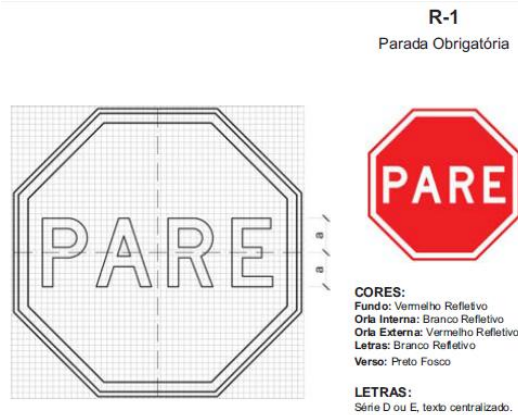 R-1
Parada Obrigatória
PARE
PARE
a
a
CORES:
Fundo: Vermelho Refletivo
Orla Interna: Branco Refletivo
Orla Externa: Vermelho Refletivo
Letras: Branco Refletivo
Verso: Preto Fosco
LETRAS:
Série D ou E, texto centralizado.